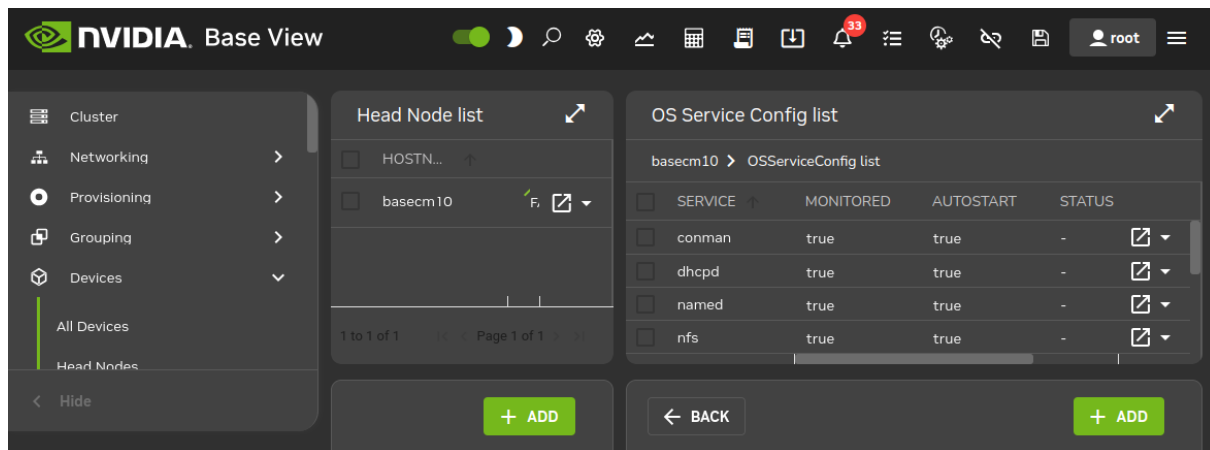 NVIDIA. Base View
33
root
Cluster
Networking
Provisioning
Grouping
Devices
All Devices
Head Nodes
Hide
Head Node list
HOSTN...
basecm10
1 to 1 of 1 Page 1 of 1
ADD
OS Service Config list
basecm10 > OSServiceConfig list
SERVICE MONITORED AUTOSTART STATUS
conman true true -
dhcpd true true -
named true true -
nfs true true -
BACK
ADD